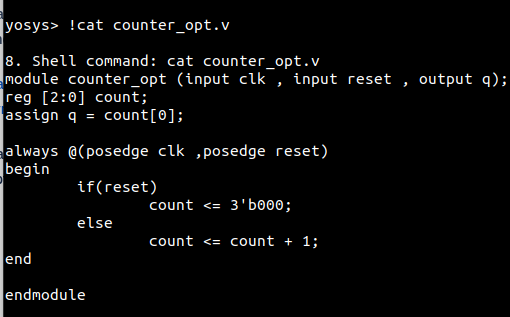 yosys> !cat counter_opt.v
8. Shell command: cat counter_opt.v
module counter_opt (input clk , input reset , output q);
reg [2:0] count;
assign q = count[0];
always @(posedge clk ,posedge reset)
begin
if(reset)
count <= 3'b000;
else
count <= count + 1;
end
endmodule